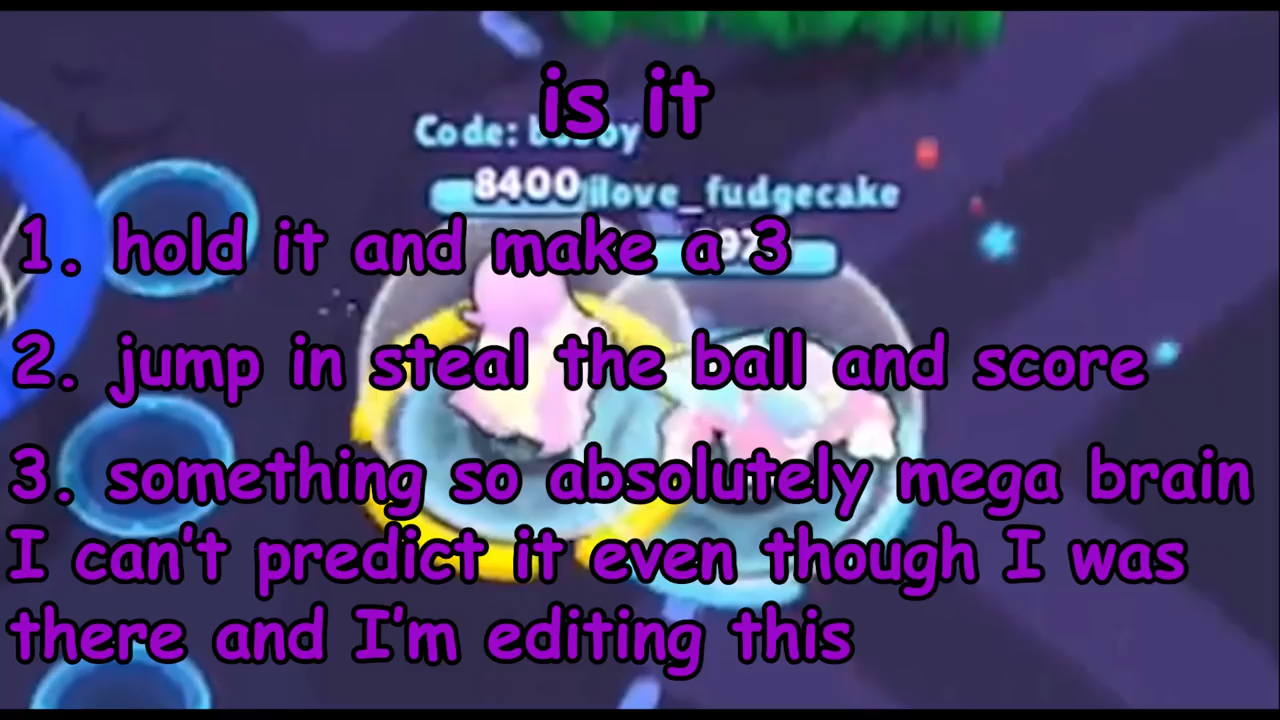 is it
Code:
8400
ilove_fudgecake
1. hold it and make a 3
2. jump in steal the ball and score
3. something so absolutely mega brain
I can't predict it even though I was
there and I'm editing this